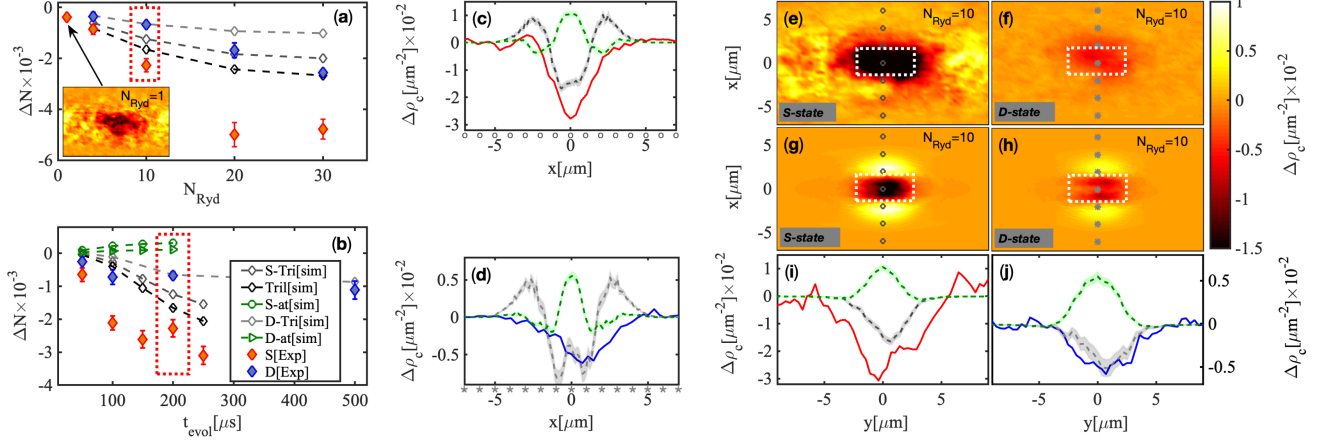 (a)
ΔN×10⁻³
0
-2
-4
-6
N_Ryd=1
0 10 20 30
N_Ryd
(b)
ΔN×10⁻³
0
-1
-2
-3
-4
S-Tri[sim]
Tril[sim]
S-at[sim]
D-Tri[sim]
D-at[sim]
S[Exp]
D[Exp]
100 200 300 400 500
t_evol[μs]
(c)
Δρ_c[μm⁻²]×10⁻²
1
0
-1
-2
-3
-5 0 5
x[μm]
(d)
Δρ_c[μm⁻²]×10⁻²
0.5
0
-0.5
-5 0 5
x[μm]
(e)
N_Ryd=10
x[μm]
5
0
-5
S-state
(f)
N_Ryd=10
D-state
(g)
N_Ryd=10
x[μm]
5
0
-5
S-state
(h)
N_Ryd=10
D-state
1
0.5
0
-0.5
-1
-1.5
Δρ_c[μm⁻²]×10⁻²
(i)
Δρ_c[μm⁻²]×10⁻²
1
0
-1
-2
-3
-5 0 5
y[μm]
(j)
0.5
0
0.5
Δρ_c[μm⁻²]×10⁻²
-5 0 5
y[μm]